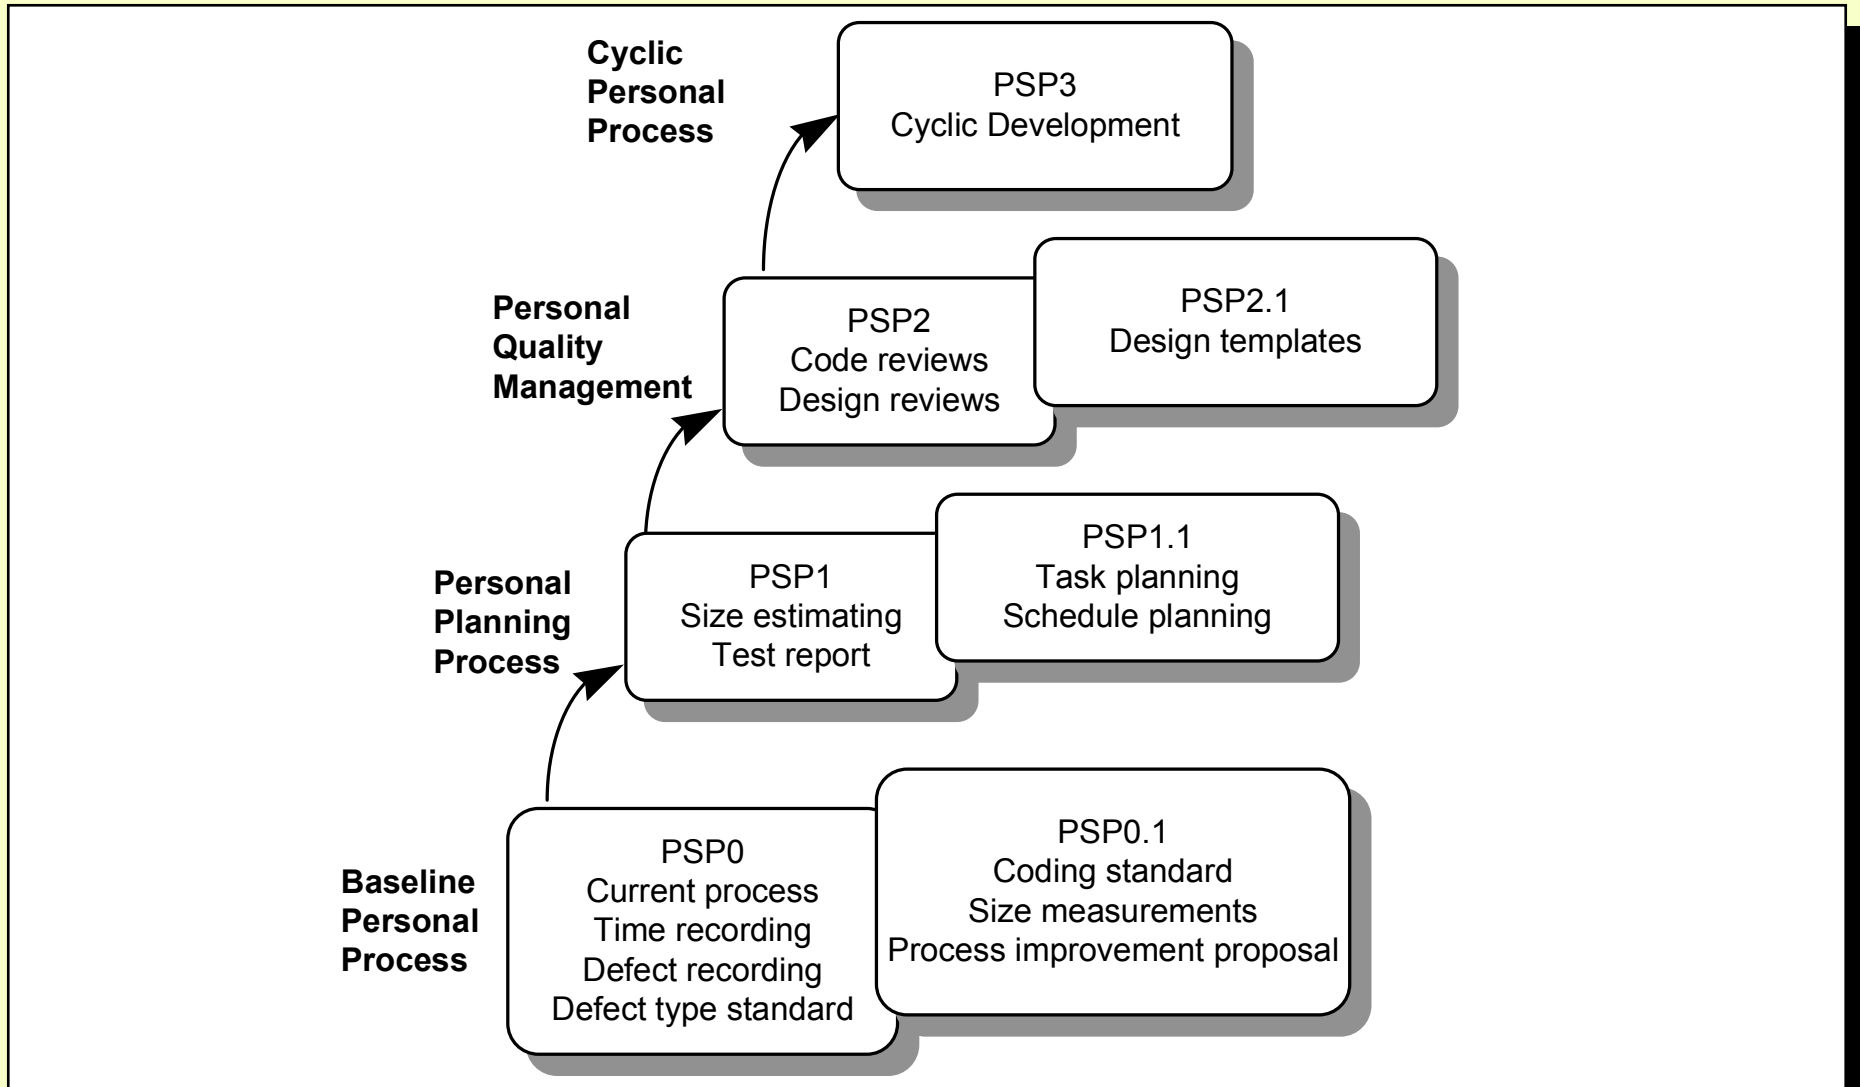 Cyclic
Personal
Process
PSP3
Cyclic Development
Personal
Quality
Management
PSP2
Code reviews
Design reviews
PSP2.1
Design templates
Personal
Planning
Process
PSP1
Size estimating
Test report
PSP1.1
Task planning
Schedule planning
Baseline
Personal
Process
PSP0
Current process
Time recording
Defect recording
Defect type standard
PSP0.1
Coding standard
Size measurements
Process improvement proposal